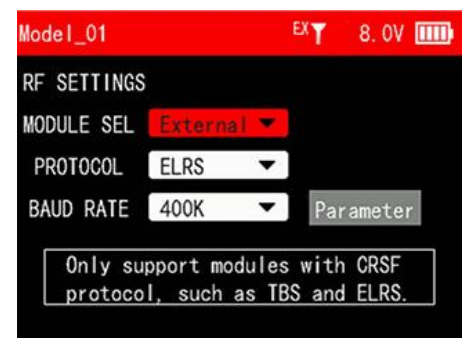 Model_01 EX 8.0V
RF SETTINGS
MODULE SEL External
PROTOCOL ELRS
BAUD RATE 400K Parameter
Only support modules with CRSF
protocol, such as TBS and ELRS.